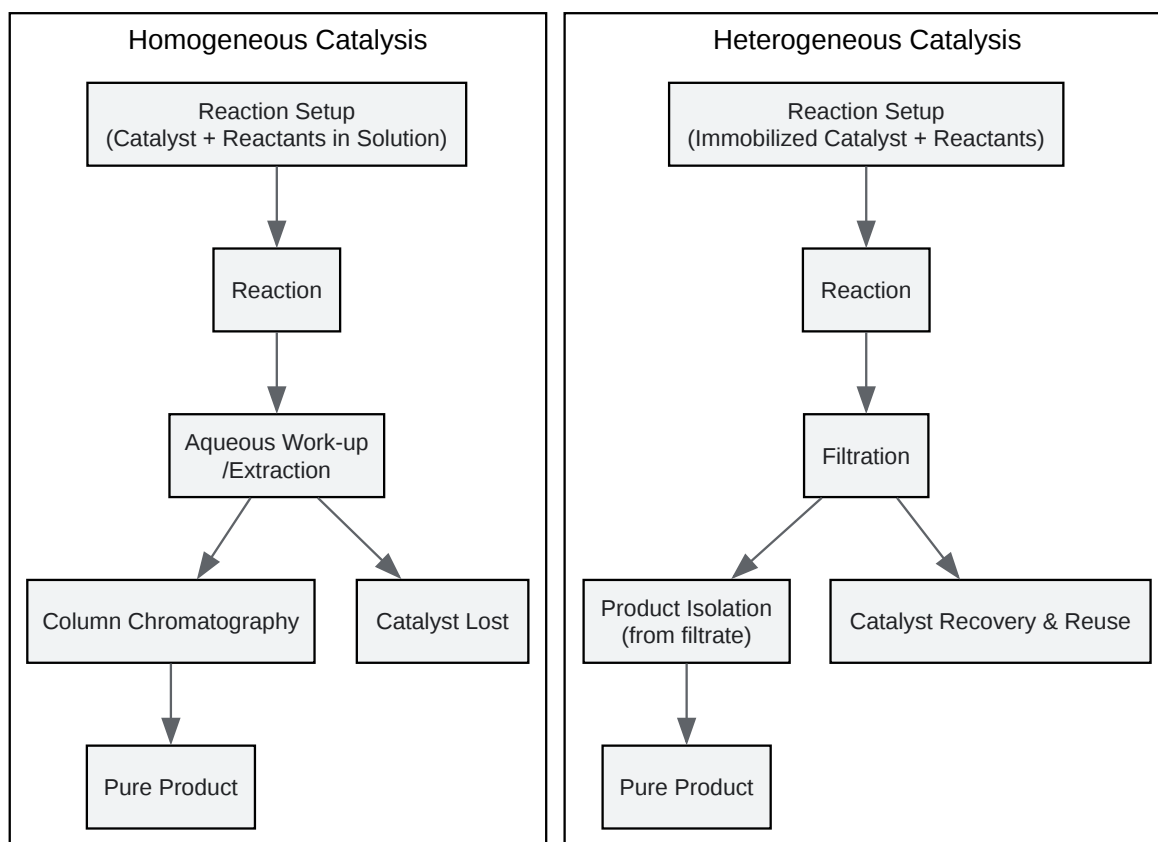 Homogeneous Catalysis
Reaction Setup
(Catalyst + Reactants in Solution)
Reaction
Aqueous Work-up
/Extraction
Column Chromatography
Catalyst Lost
Pure Product
Heterogeneous Catalysis
Reaction Setup
(Immobilized Catalyst + Reactants)
Reaction
Filtration
Product Isolation
(from filtrate)
Catalyst Recovery & Reuse
Pure Product